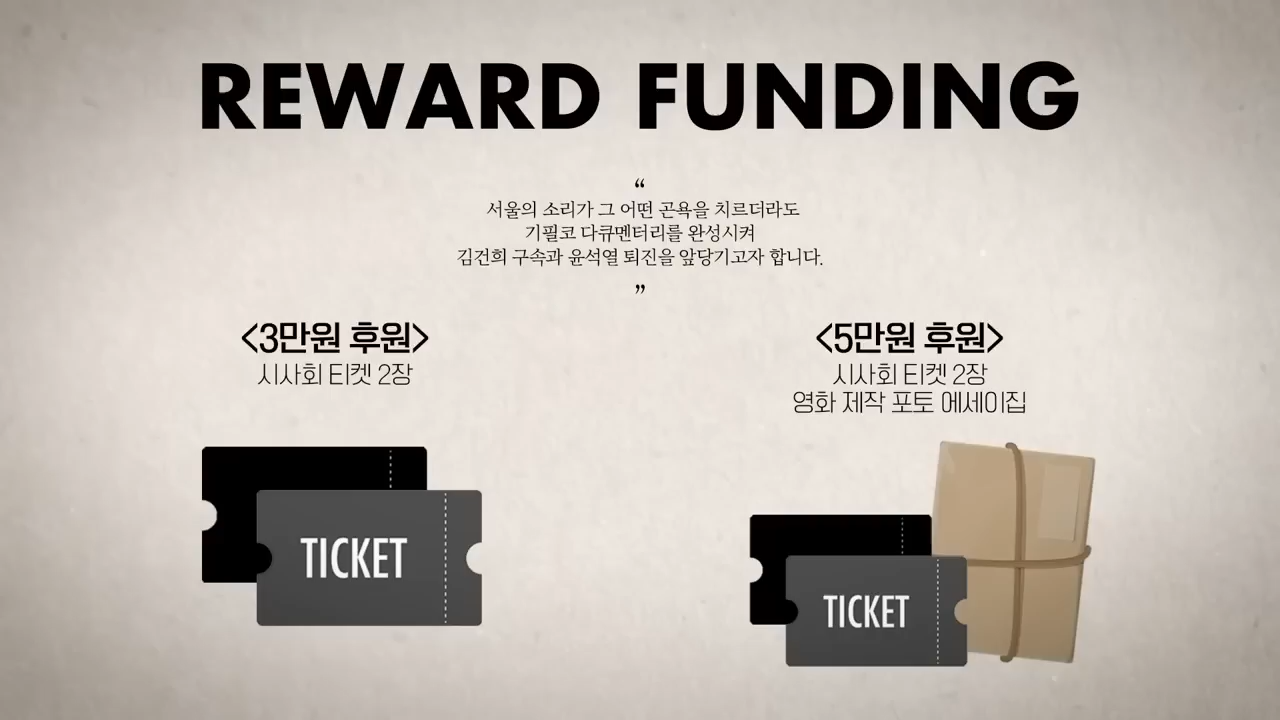 REWARD FUNDING
“
서울의 소리가 그 어떤 곤욕을 치르더라도
기필코 다큐멘터리를 완성시켜
김건희 구속과 윤석열 퇴진을 앞당기고자 합니다.
”
<3만원 후원>
시사회 티켓 2장
<5만원 후원>
시사회 티켓 2장
영화 제작 포토 에세이집
TICKET
TICKET